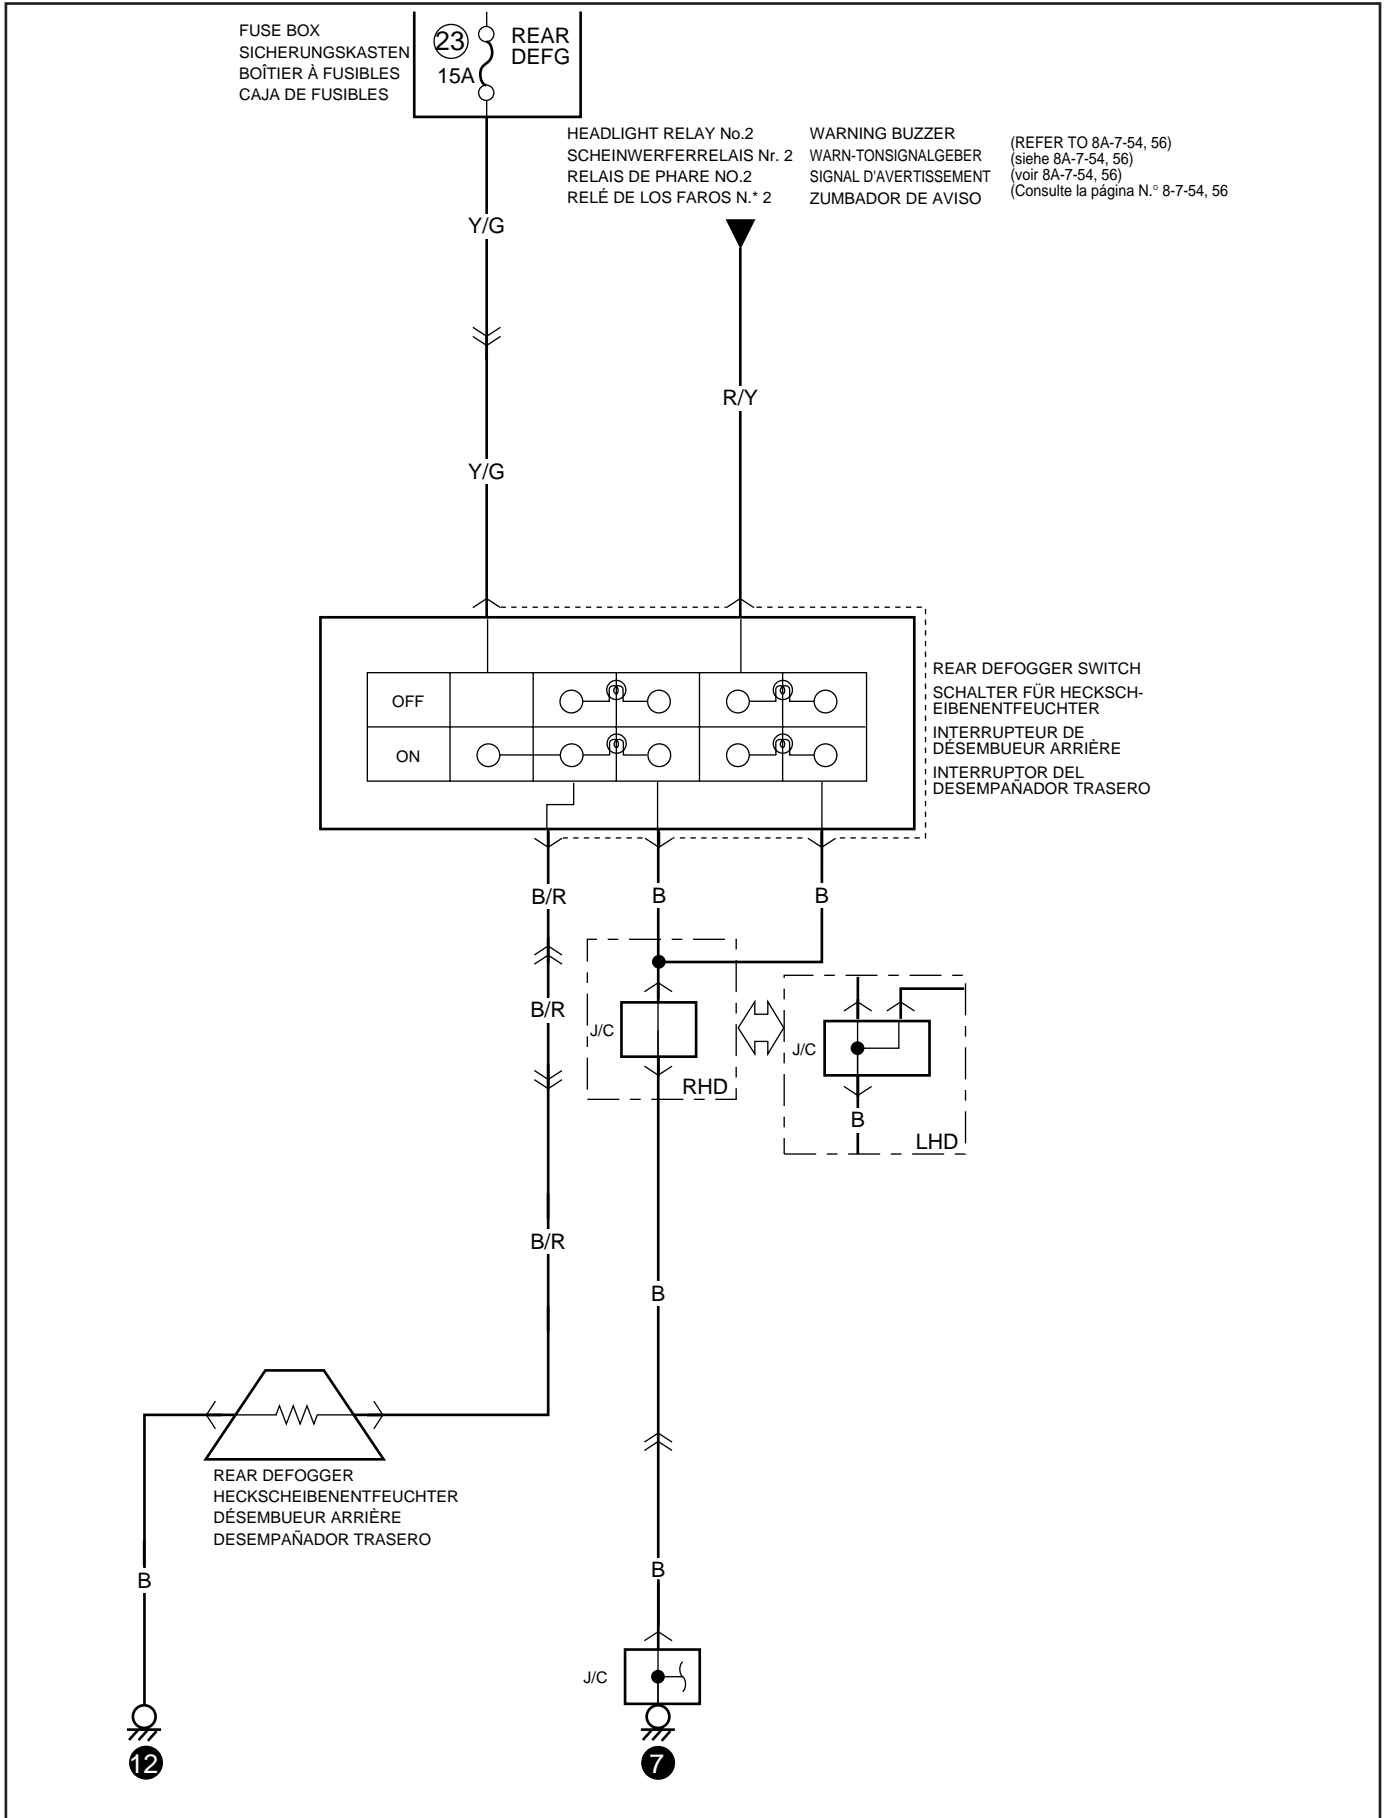 FUSE BOX
SICHERUNGSKASTEN
BOÎTIER À FUSIBLES
CAJA DE FUSIBLES
23
15A
REAR
DEFG
HEADLIGHT RELAY No.2
SCHEINWERFERRELAIS Nr. 2
RELAIS DE PHARE NO.2
RELÉ DE LOS FAROS N.* 2
WARNING BUZZER
WARN-TONSIGNALGEBER
SIGNAL D'AVERTISSEMENT
ZUMBADOR DE AVISO
(REFER TO 8A-7-54, 56)
(siehe 8A-7-54, 56)
(voir 8A-7-54, 56)
(Consulte la página N.° 8-7-54, 56
Y/G
R/Y
Y/G
OFF
ON
REAR DEFOGGER SWITCH
SCHALTER FÜR HECKSCH-
EIBENENTFEUCHTER
INTERRUPTEUR DE
DÉSEMBUEUR ARRIÈRE
INTERRUPTOR DEL
DESEMPAÑADOR TRASERO
B/R
B
B
B/R
J/C
RHD
J/C
B
LHD
B/R
B
REAR DEFOGGER
HECKSCHEIBENENTFEUCHTER
DÉSEMBUEUR ARRIÈRE
DESEMPAÑADOR TRASERO
B
B
J/C
12
7